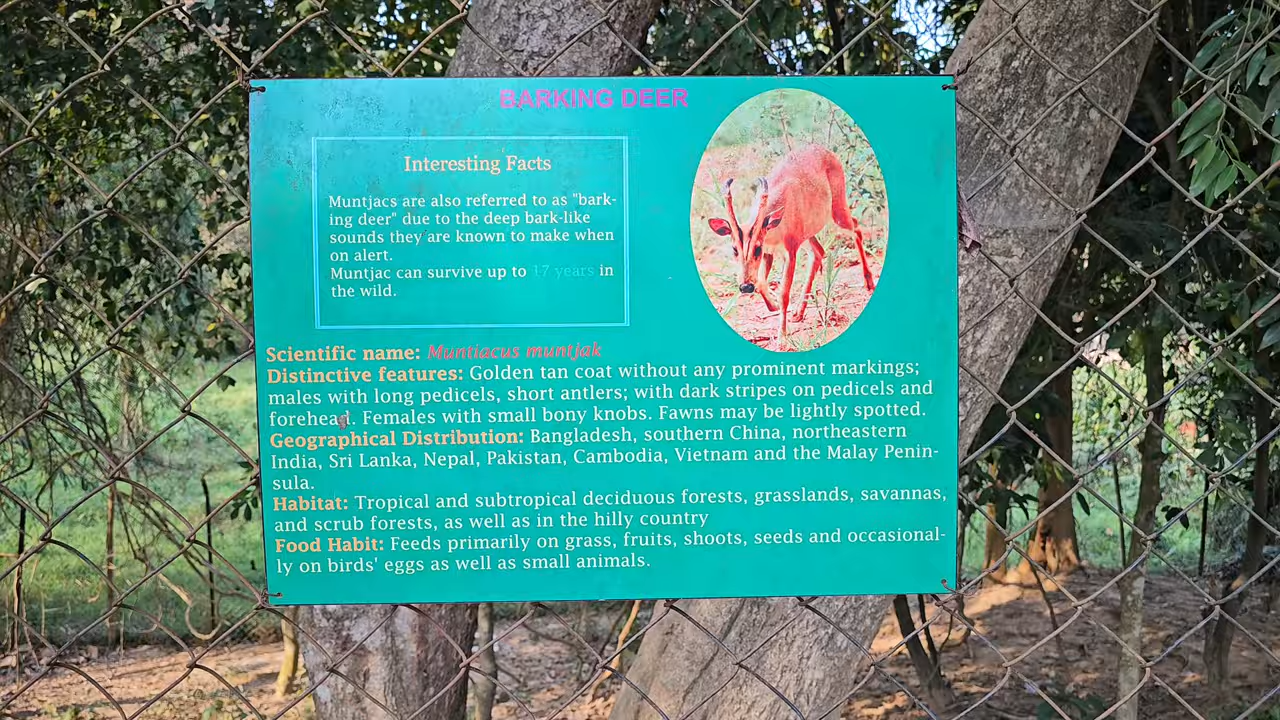 BARKING DEER
Interesting Facts
Muntjacs are also referred to as "bark-
ing deer" due to the deep bark-like
sounds they are known to make when
on alert.
Muntjac can survive up to 17 years in
the wild.
Scientific name: Muntiacus muntjak
Distinctive features: Golden tan coat without any prominent markings;
males with long pedicels, short antlers; with dark stripes on pedicels and
forehead. Females with small bony knobs. Fawns may be lightly spotted.
Geographical Distribution: Bangladesh, southern China, northeastern
India, Sri Lanka, Nepal, Pakistan, Cambodia, Vietnam and the Malay Penin-
sula.
Habitat: Tropical and subtropical deciduous forests, grasslands, savannas,
and scrub forests, as well as in the hilly country
Food Habit: Feeds primarily on grass, fruits, shoots, seeds and occasional-
ly on birds' eggs as well as small animals.